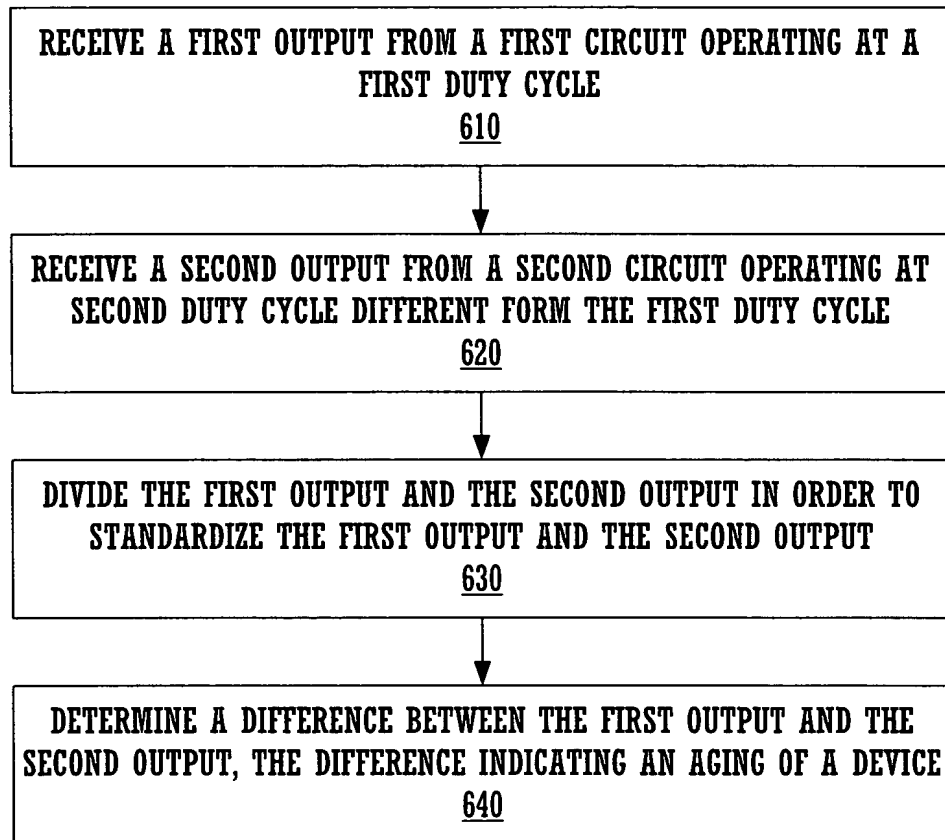 RECEIVE A FIRST OUTPUT FROM A FIRST CIRCUIT OPERATING AT A
FIRST DUTY CYCLE
610
RECEIVE A SECOND OUTPUT FROM A SECOND CIRCUIT OPERATING AT
SECOND DUTY CYCLE DIFFERENT FORM THE FIRST DUTY CYCLE
620
DIVIDE THE FIRST OUTPUT AND THE SECOND OUTPUT IN ORDER TO
STANDARDIZE THE FIRST OUTPUT AND THE SECOND OUTPUT
630
DETERMINE A DIFFERENCE BETWEEN THE FIRST OUTPUT AND THE
SECOND OUTPUT, THE DIFFERENCE INDICATING AN AGING OF A DEVICE
640